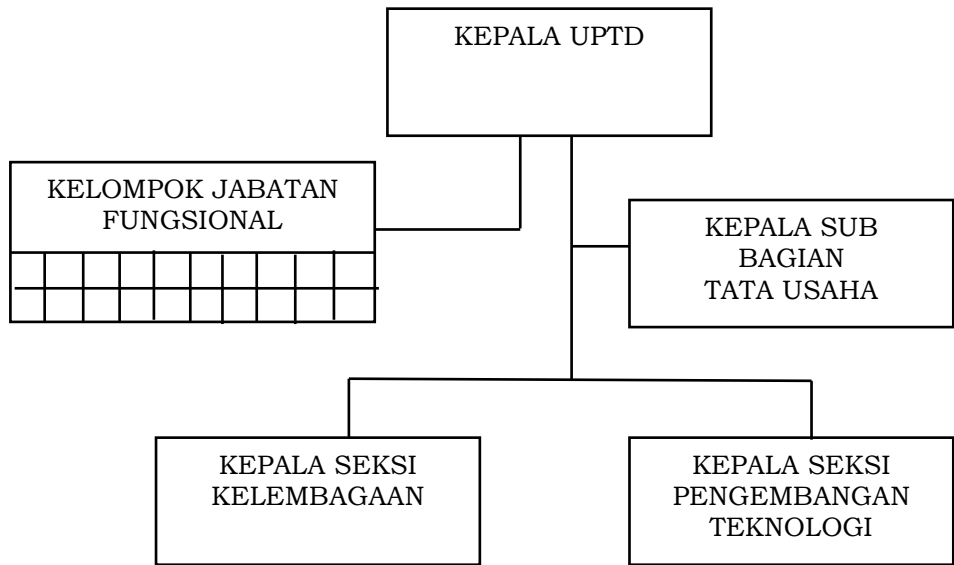 KEPALA UPTD
KELOMPOK JABATAN
FUNGSIONAL
KEPALA SUB
BAGIAN
TATA USAHA
KEPALA SEKSI
KELEMBAGAAN
KEPALA SEKSI
PENGEMBANGAN
TEKNOLOGI